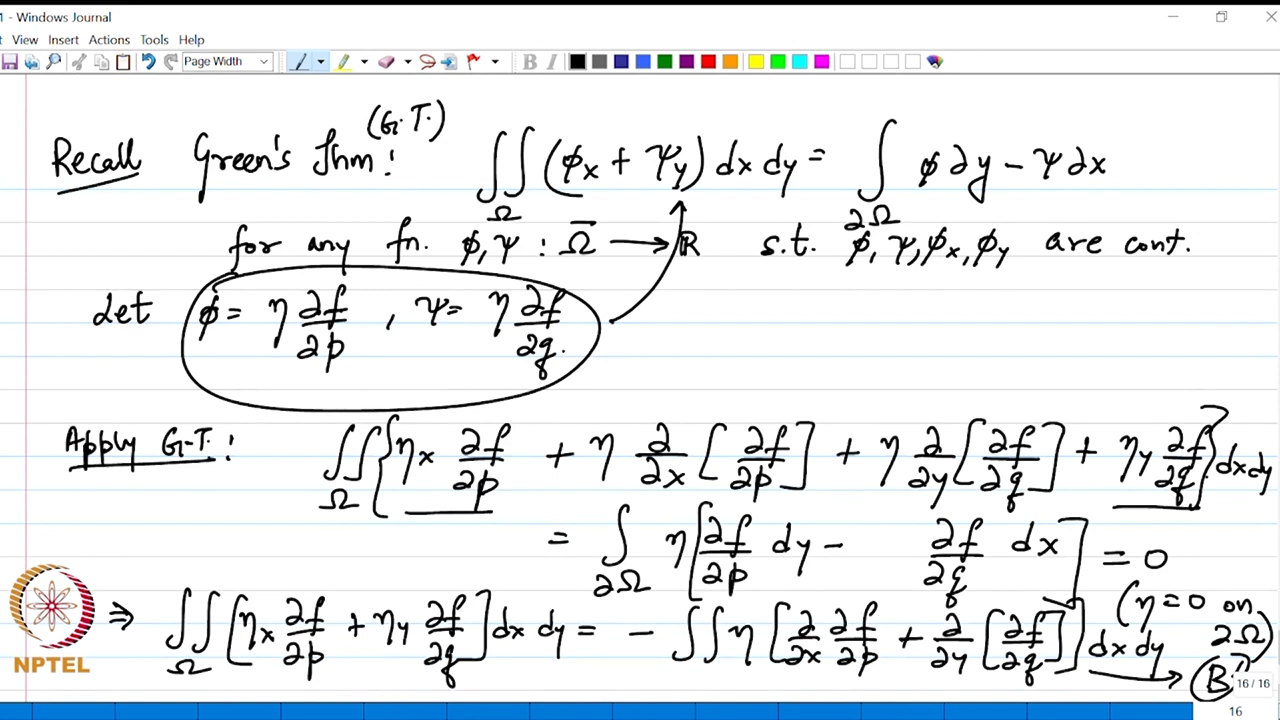 1 - Windows Journal
View Insert Actions Tools Help
Page Width
B I
Recall Green's Thm: (G.T.) ∬_Ω (ϕ_x + Ψ_y) dx dy = ∫_∂Ω ϕ ∂y − Ψ ∂x
for any fn. ϕ, Ψ : Ω̄ → ℝ s.t. ϕ, Ψ, ϕ_x, ϕ_y are cont.
Let ϕ = η ∂f/∂p , Ψ = η ∂f/∂q.
Apply G.T.: ∬_Ω { η_x ∂f/∂p + η ∂/∂x [∂f/∂p] + η ∂/∂y [∂f/∂q] + η_y ∂f/∂q } dx dy
= ∫_∂Ω η [∂f/∂p dy − ∂f/∂q dx] = 0
(η = 0 on ∂Ω)
⇒ ∬_Ω [η_x ∂f/∂p + η_y ∂f/∂q] dx dy = − ∬ η [∂/∂x ∂f/∂p + ∂/∂y [∂f/∂q]] dx dy → (B
NPTEL
16 / 16
16